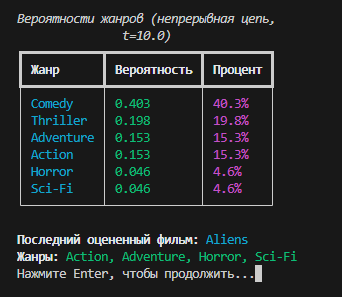 Вероятности жанров (непрерывная цепь,
t=10.0)
Жанр Вероятность Процент
Comedy 0.403 40.3%
Thriller 0.198 19.8%
Adventure 0.153 15.3%
Action 0.153 15.3%
Horror 0.046 4.6%
Sci-Fi 0.046 4.6%
Последний оцененный фильм: Aliens
Жанры: Action, Adventure, Horror, Sci-Fi
Нажмите Enter, чтобы продолжить...